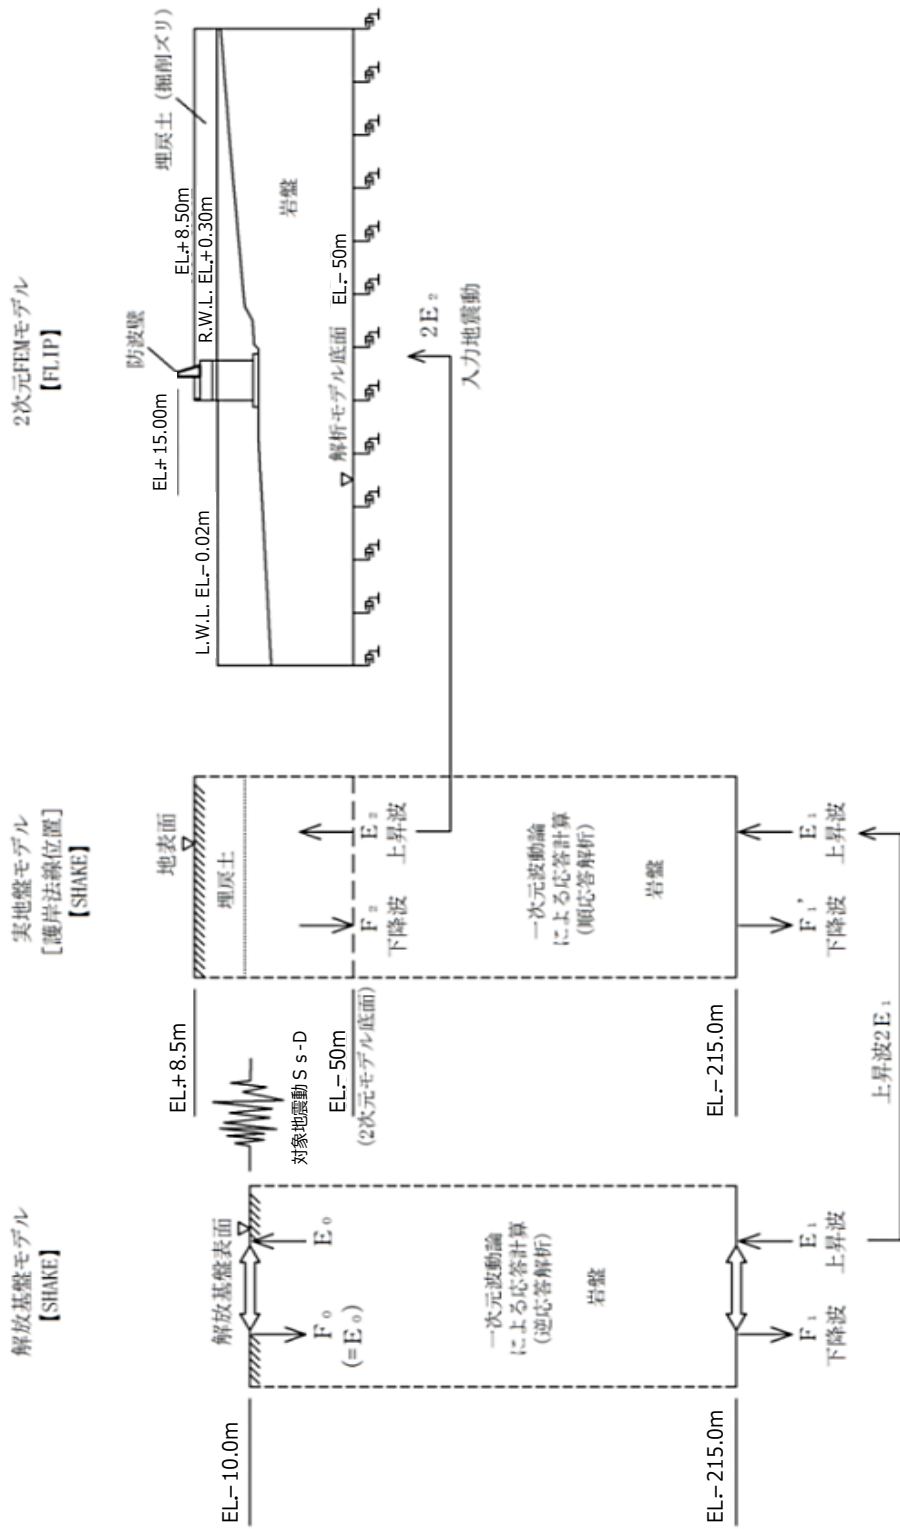 解放基盤モデル
【SHAKE】
EL.－10.0m
解放基盤表面
F₀
(=E₀)
E₀
一次元波動論
による応答計算
(逆応答解析)
岩盤
EL.－215.0m
F₁
下降波
E₁
上昇波
対象地震動Ｓｓ-Ｄ
上昇波2E₁
実地盤モデル
［護岸法線位置］
【SHAKE】
EL.+8.5m
地表面
埋戻土
EL.－50m
(2次元モデル底面)
F₂
下降波
E₂
上昇波
一次元波動論
による応答計算
(順応答解析)
岩盤
EL.－215.0m
F₁’
下降波
E₁
上昇波
2次元FEMモデル
【FLIP】
EL.+15.00m
防波壁
EL.+8.50m
埋戻土（掘削ズリ）
L.W.L. EL.－0.02m
R.W.L. EL.+0.30m
岩盤
解析モデル底面
EL.－50m
2E₂
入力地震動